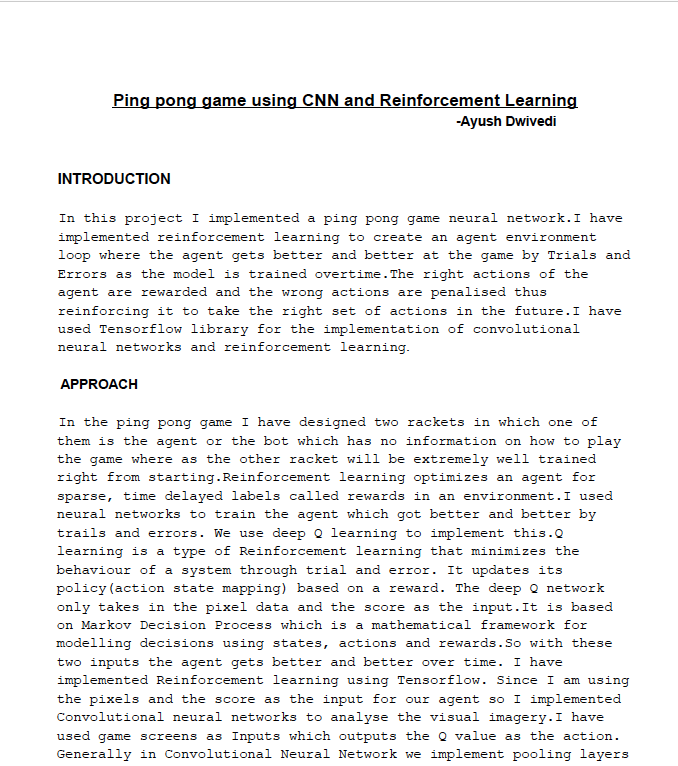 Ping pong game using CNN and Reinforcement Learning
-Ayush Dwivedi
INTRODUCTION
In this project I implemented a ping pong game neural network.I have
implemented reinforcement learning to create an agent environment
loop where the agent gets better and better at the game by Trials and
Errors as the model is trained overtime.The right actions of the
agent are rewarded and the wrong actions are penalised thus
reinforcing it to take the right set of actions in the future.I have
used Tensorflow library for the implementation of convolutional
neural networks and reinforcement learning.
APPROACH
In the ping pong game I have designed two rackets in which one of
them is the agent or the bot which has no information on how to play
the game where as the other racket will be extremely well trained
right from starting.Reinforcement learning optimizes an agent for
sparse, time delayed labels called rewards in an environment.I used
neural networks to train the agent which got better and better by
trails and errors. We use deep Q learning to implement this.Q
learning is a type of Reinforcement learning that minimizes the
behaviour of a system through trial and error. It updates its
policy(action state mapping) based on a reward. The deep Q network
only takes in the pixel data and the score as the input.It is based
on Markov Decision Process which is a mathematical framework for
modelling decisions using states, actions and rewards.So with these
two inputs the agent gets better and better over time. I have
implemented Reinforcement learning using Tensorflow. Since I am using
the pixels and the score as the input for our agent so I implemented
Convolutional neural networks to analyse the visual imagery.I have
used game screens as Inputs which outputs the Q value as the action.
Generally in Convolutional Neural Network we implement pooling layers